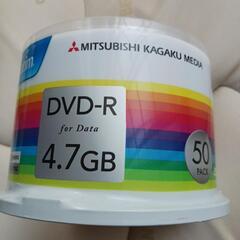 MITSUBISHI KAGAKU MEDIA
DVD-R
for Data
4.7GB
50
PACK